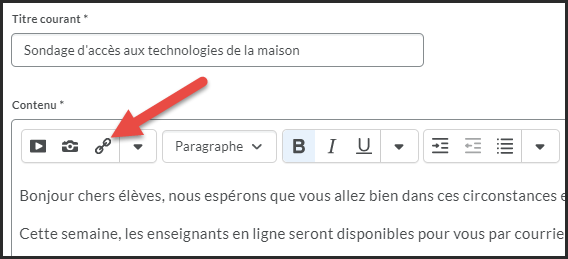 Titre courant *
Sondage d'accès aux technologies de la maison
Contenu *
Paragraphe B I U
Bonjour chers élèves, nous espérons que vous allez bien dans ces circonstances
Cette semaine, les enseignants en ligne seront disponibles pour vous par